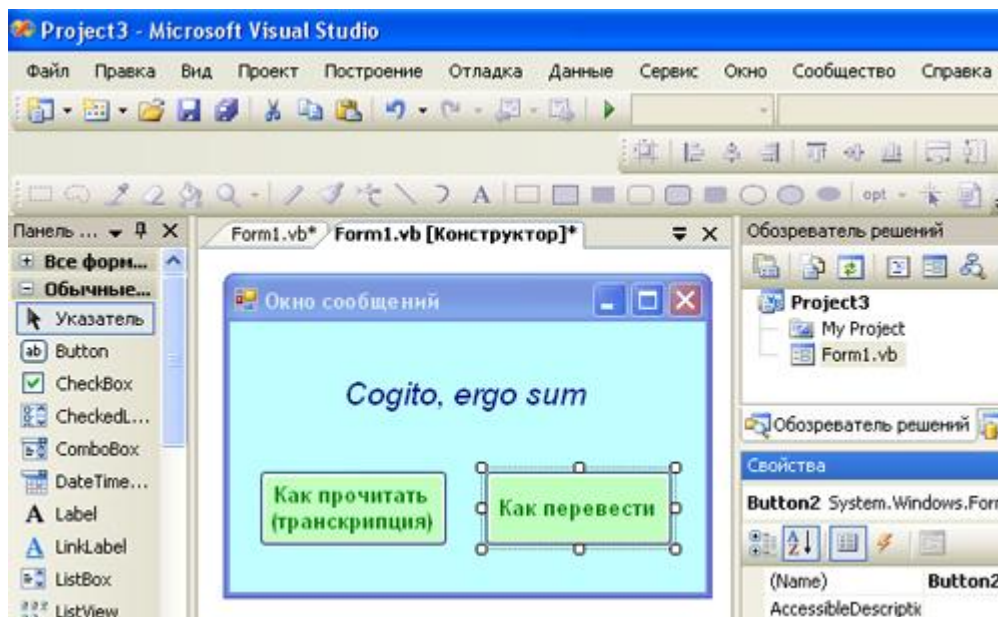 Project3 - Microsoft Visual Studio
Файл Правка Вид Проект Построение Отладка Данные Сервис Окно Сообщество Справка
A opt
Панель ...
Form1.vb* Form1.vb [Конструктор]*
Обозреватель решений
Все форм...
Обычные...
Указатель
ab Button
CheckBox
CheckedL...
ComboBox
DateTime...
A Label
A LinkLabel
ListBox
ListView
Окно сообщений
Cogito, ergo sum
Как прочитать
(транскрипция)
Как перевести
Project3
My Project
Form1.vb
Обозреватель решений
Свойства
Button2 System.Windows.Forn
(Name) Button2
AccessibleDescriptic